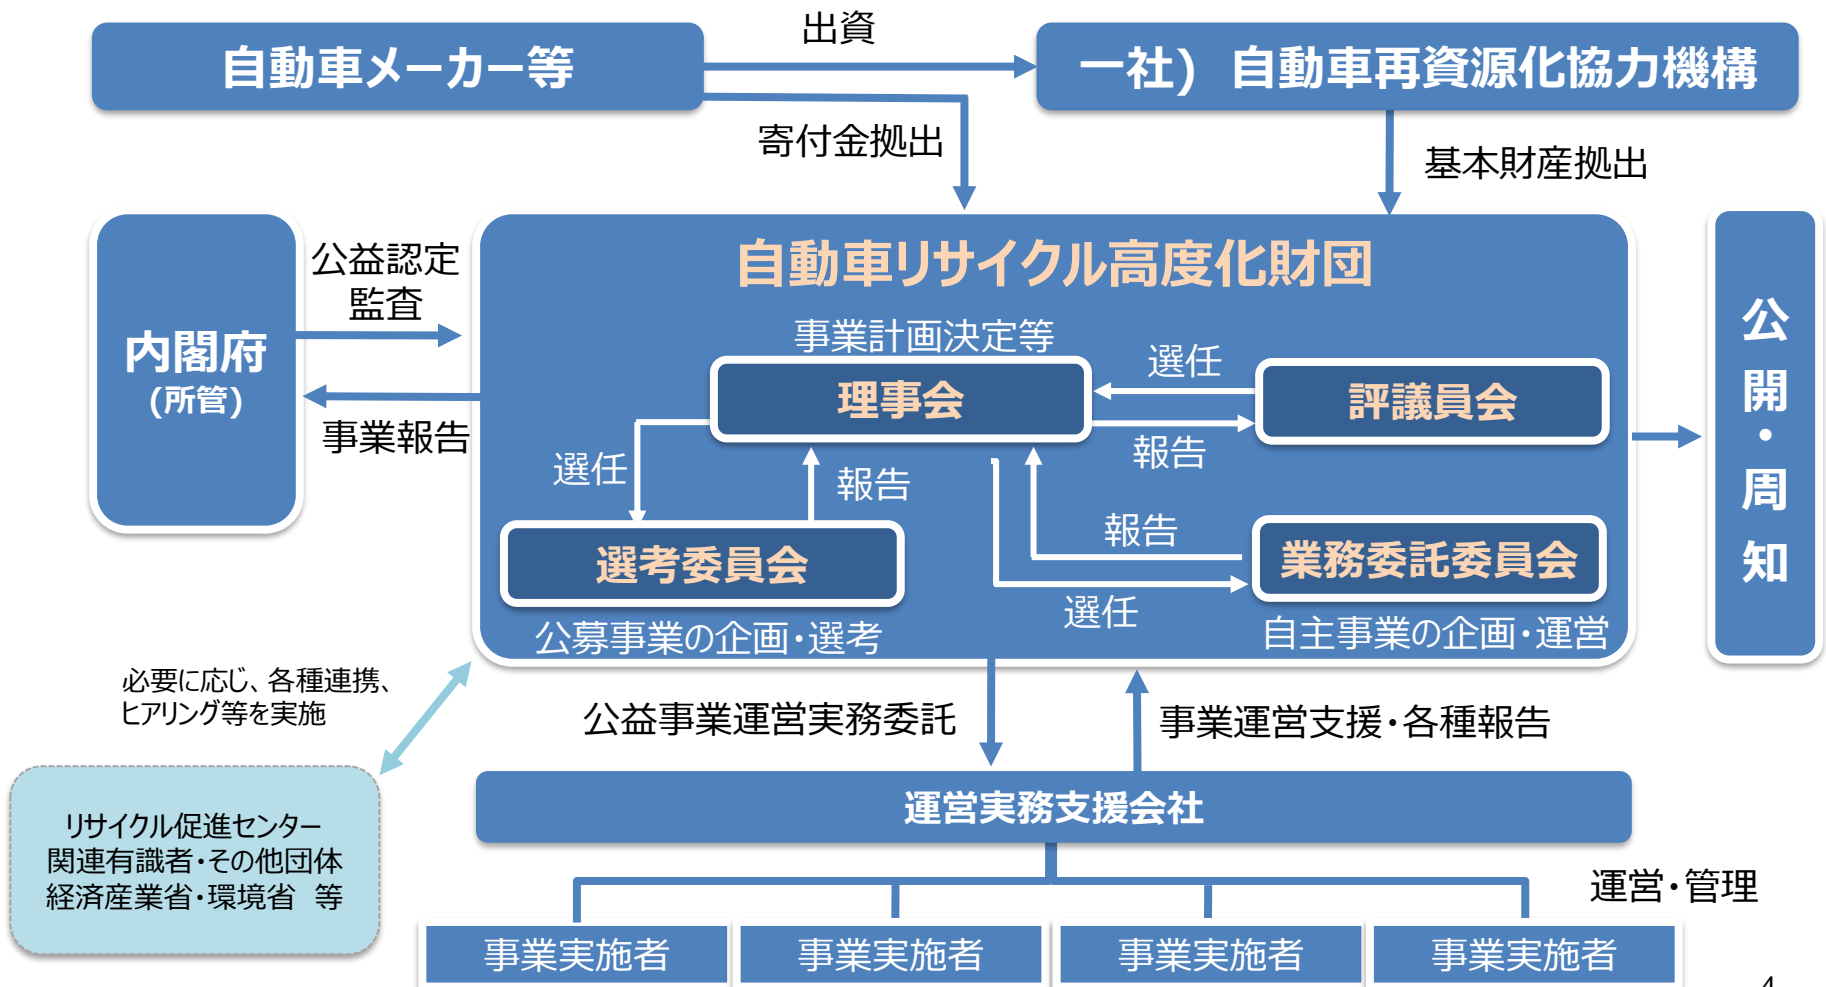 自動車メーカー等
出資
一社）自動車再資源化協力機構
寄付金拠出
基本財産拠出
内閣府
(所管)
公益認定
監査
事業報告
自動車リサイクル高度化財団
事業計画決定等
理事会
選任
報告
評議員会
選任
報告
報告
選任
選考委員会
公募事業の企画・選考
業務委託委員会
自主事業の企画・運営
公開・周知
必要に応じ、各種連携、
ヒアリング等を実施
公益事業運営実務委託
事業運営支援・各種報告
リサイクル促進センター
関連有識者・その他団体
経済産業省・環境省　等
運営実務支援会社
運営・管理
事業実施者
事業実施者
事業実施者
事業実施者
4